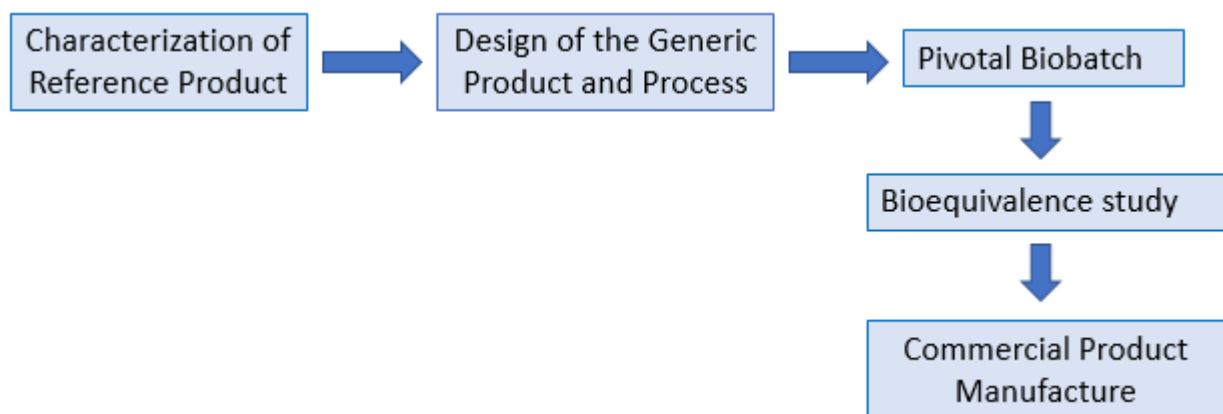 Characterization of
Reference Product
Design of the Generic
Product and Process
Pivotal Biobatch
Bioequivalence study
Commercial Product
Manufacture